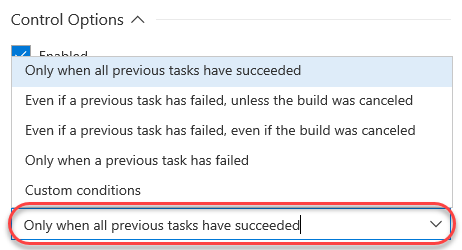 Control Options
Enabled
Only when all previous tasks have succeeded
Even if a previous task has failed, unless the build was canceled
Even if a previous task has failed, even if the build was canceled
Only when a previous task has failed
Custom conditions
Only when all previous tasks have succeeded